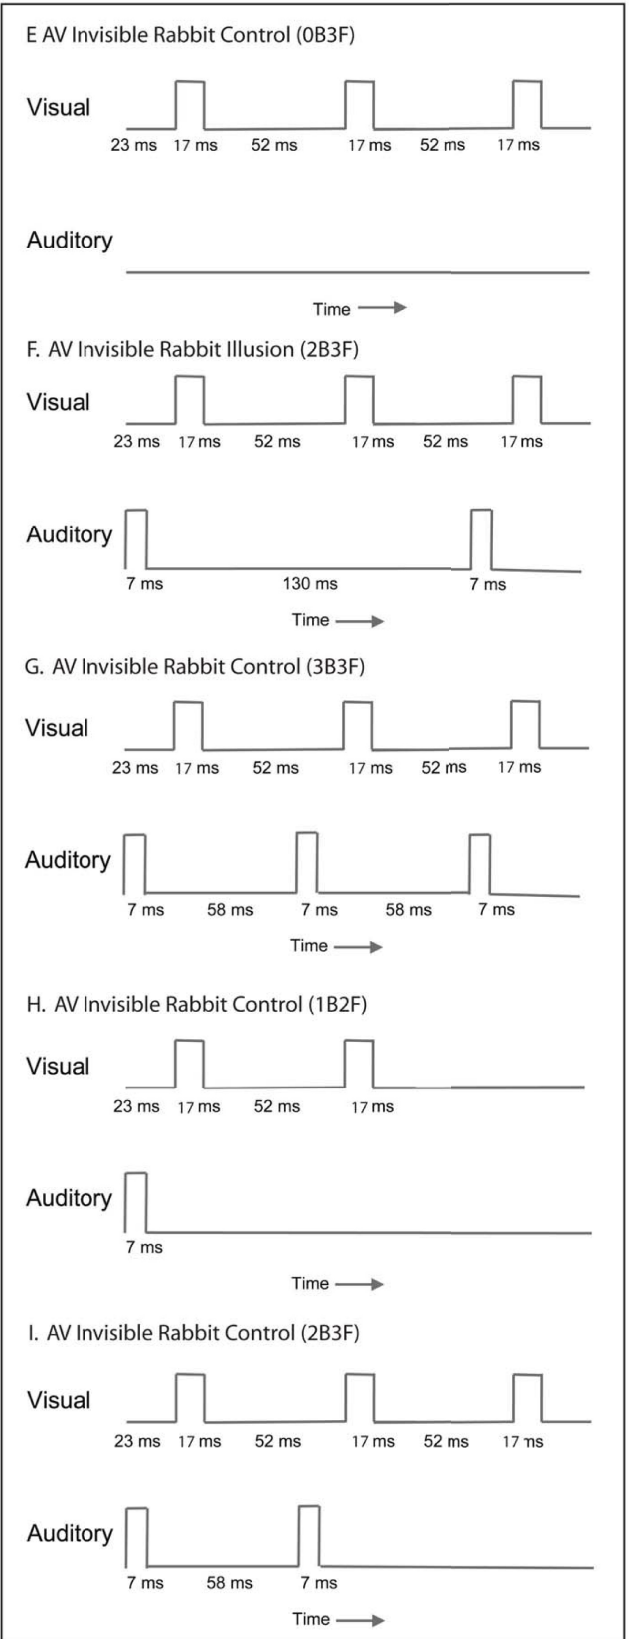 E AV Invisible Rabbit Control (0B3F)
Visual
23 ms 17 ms 52 ms 17 ms 52 ms 17 ms
Auditory
Time
F. AV Invisible Rabbit Illusion (2B3F)
Visual
23 ms 17 ms 52 ms 17 ms 52 ms 17 ms
Auditory
7 ms 130 ms 7 ms
Time
G. AV Invisible Rabbit Control (3B3F)
Visual
23 ms 17 ms 52 ms 17 ms 52 ms 17 ms
Auditory
7 ms 58 ms 7 ms 58 ms 7 ms
Time
H. AV Invisible Rabbit Control (1B2F)
Visual
23 ms 17 ms 52 ms 17 ms
Auditory
7 ms
Time
I. AV Invisible Rabbit Control (2B3F)
Visual
23 ms 17 ms 52 ms 17 ms 52 ms 17 ms
Auditory
7 ms 58 ms 7 ms
Time